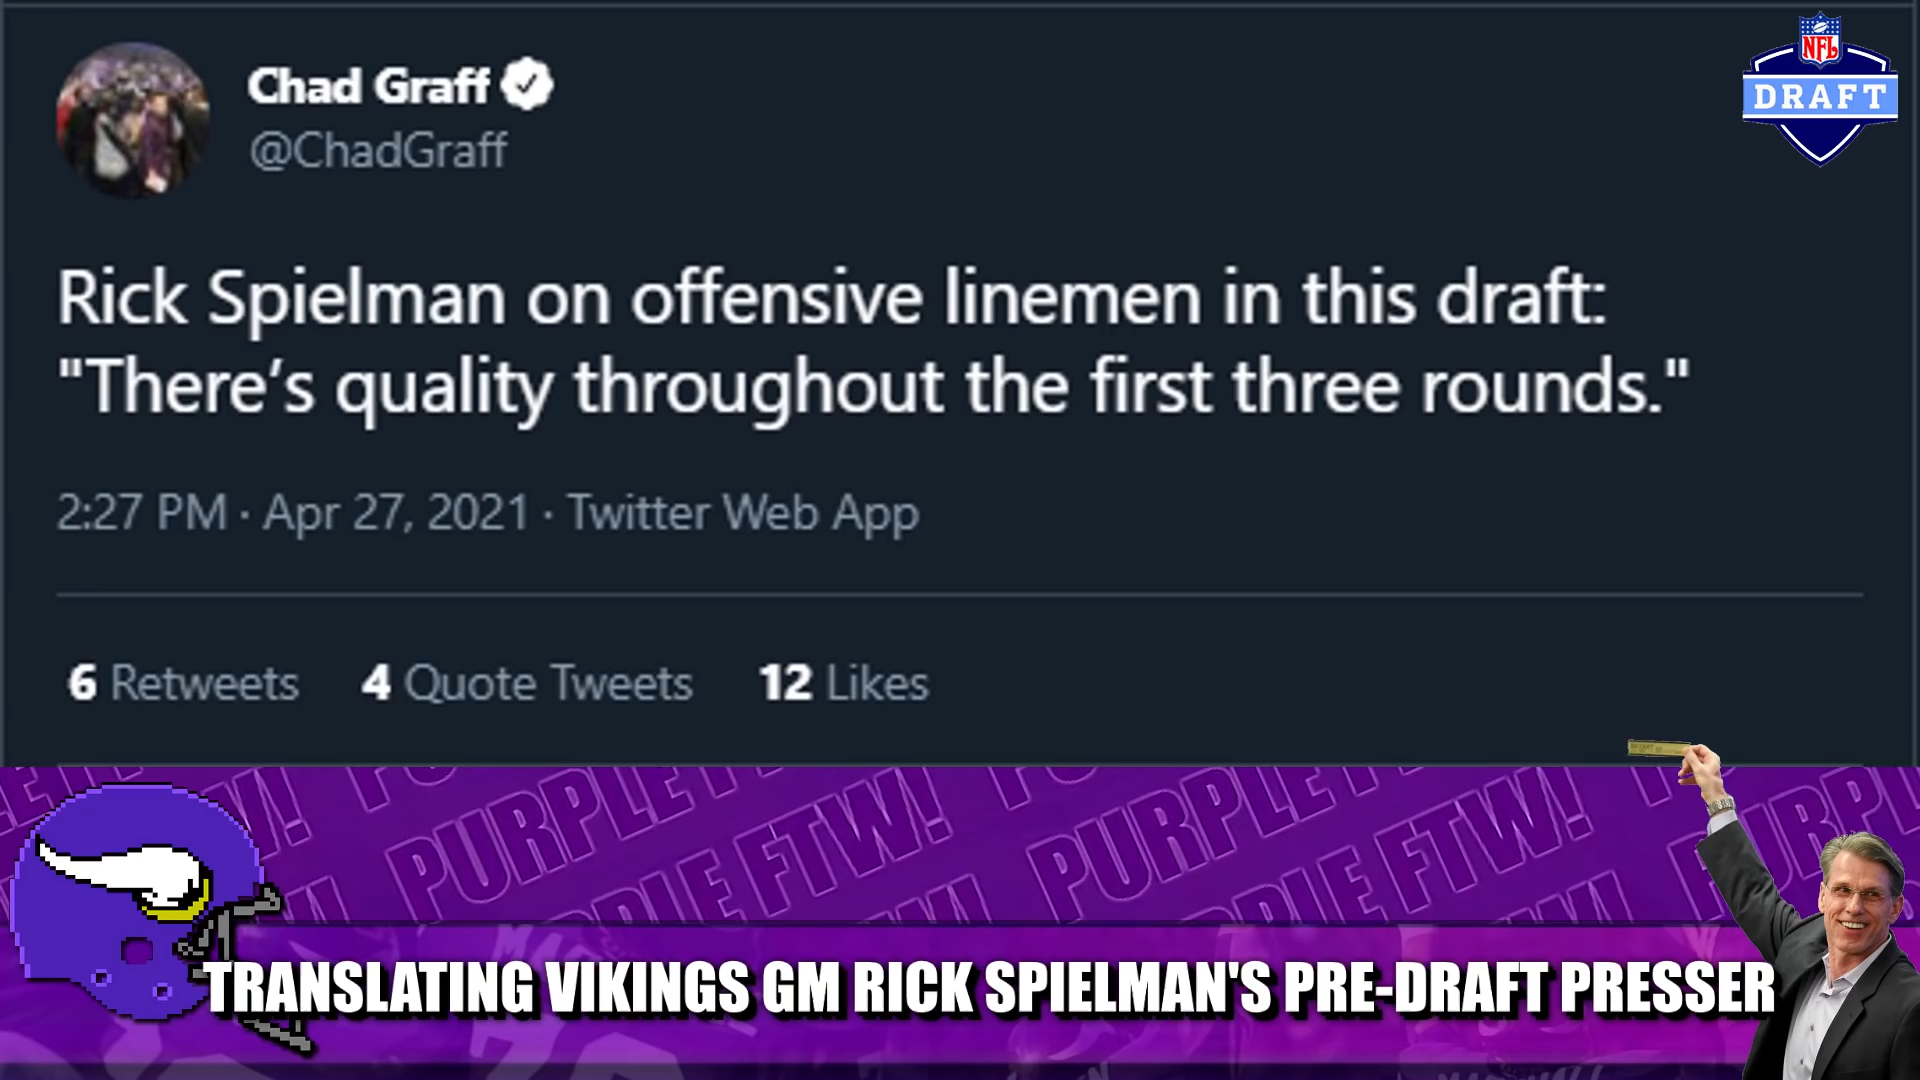 Chad Graff
@ChadGraff
NFL
DRAFT
Rick Spielman on offensive linemen in this draft:
"There’s quality throughout the first three rounds."
2:27 PM · Apr 27, 2021 · Twitter Web App
6 Retweets 4 Quote Tweets 12 Likes
PURPLE FTW!
PURPLE FTW!
TRANSLATING VIKINGS GM RICK SPIELMAN'S PRE-DRAFT PRESSER